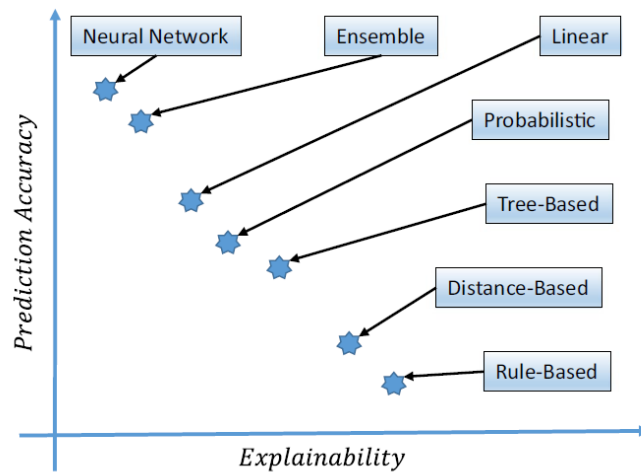 Neural Network
Ensemble
Linear
Probabilistic
Tree-Based
Distance-Based
Rule-Based
Prediction Accuracy
Explainability